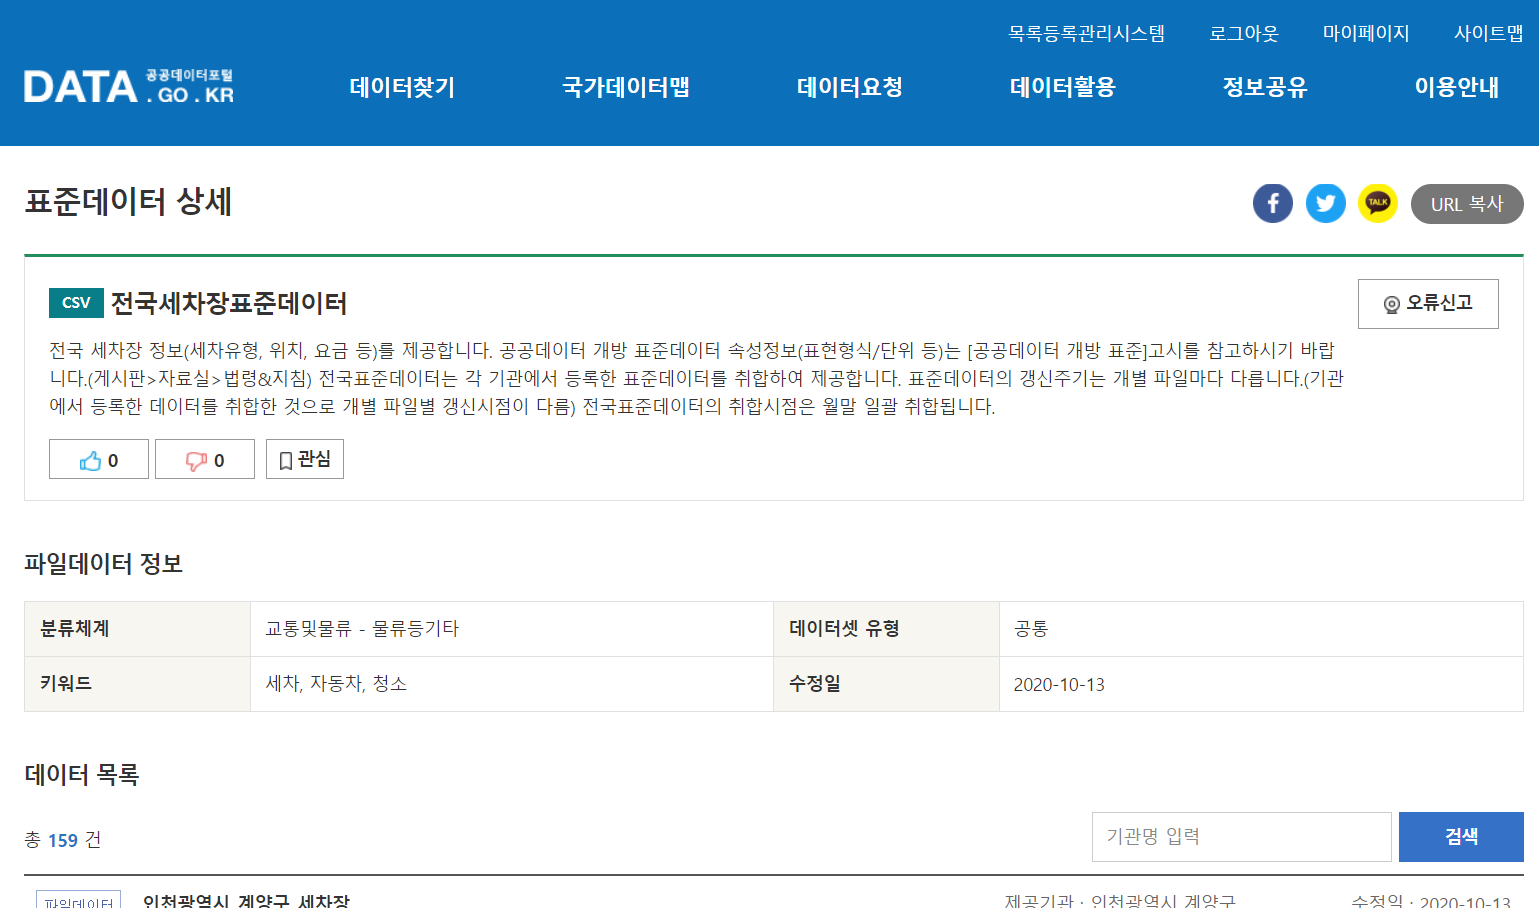 목록등록관리시스템 로그아웃 마이페이지 사이트맵
DATA 공공데이터포털 .GO.KR
데이터찾기 국가데이터맵 데이터요청 데이터활용 정보공유 이용안내
표준데이터 상세
TALK
URL 복사
CSV 전국세차장표준데이터
오류신고
전국 세차장 정보(세차유형, 위치, 요금 등)를 제공합니다. 공공데이터 개방 표준데이터 속성정보(표현형식/단위 등)는 [공공데이터 개방 표준]고시를 참고하시기 바랍
니다.(게시판>자료실>법령&지침) 전국표준데이터는 각 기관에서 등록한 표준데이터를 취합하여 제공합니다. 표준데이터의 갱신주기는 개별 파일마다 다릅니다.(기관
에서 등록한 데이터를 취합한 것으로 개별 파일별 갱신시점이 다름) 전국표준데이터의 취합시점은 월말 일괄 취합됩니다.
0 0 관심
파일데이터 정보
분류체계 교통및물류 - 물류등기타 데이터셋 유형 공통
키워드 세차, 자동차, 청소 수정일 2020-10-13
데이터 목록
총 159 건
기관명 입력 검색
파일데이터 인천광역시 계양구 세차장 제공기관 · 인천광역시 계양구 수정일 · 2020-10-13